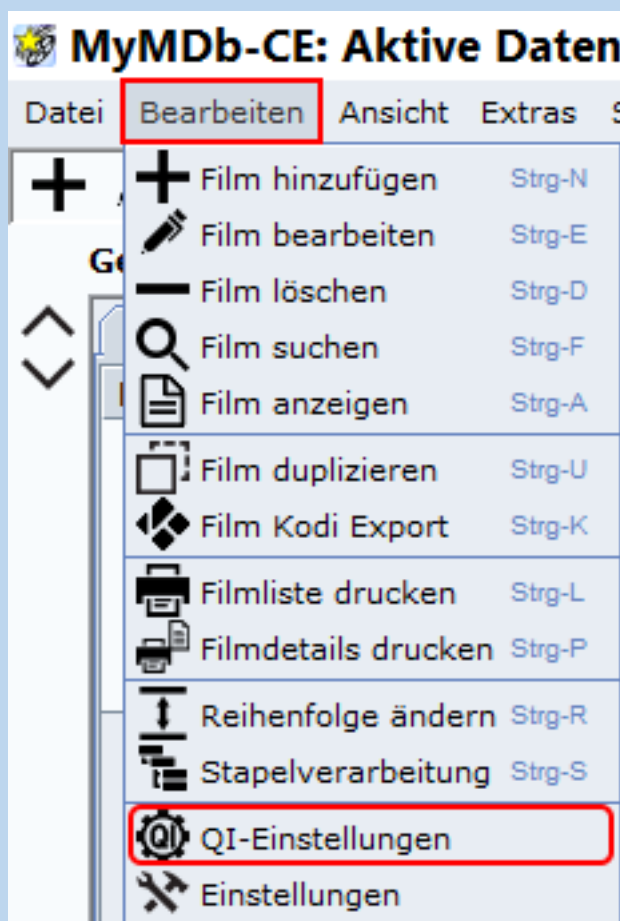 MyMDb-CE: Aktive Daten
Datei Bearbeiten Ansicht Extras
Film hinzufügen Strg-N
Film bearbeiten Strg-E
Film löschen Strg-D
Film suchen Strg-F
Film anzeigen Strg-A
Film duplizieren Strg-U
Film Kodi Export Strg-K
Filmliste drucken Strg-L
Filmdetails drucken Strg-P
Reihenfolge ändern Strg-R
Stapelverarbeitung Strg-S
QI QI-Einstellungen
Einstellungen